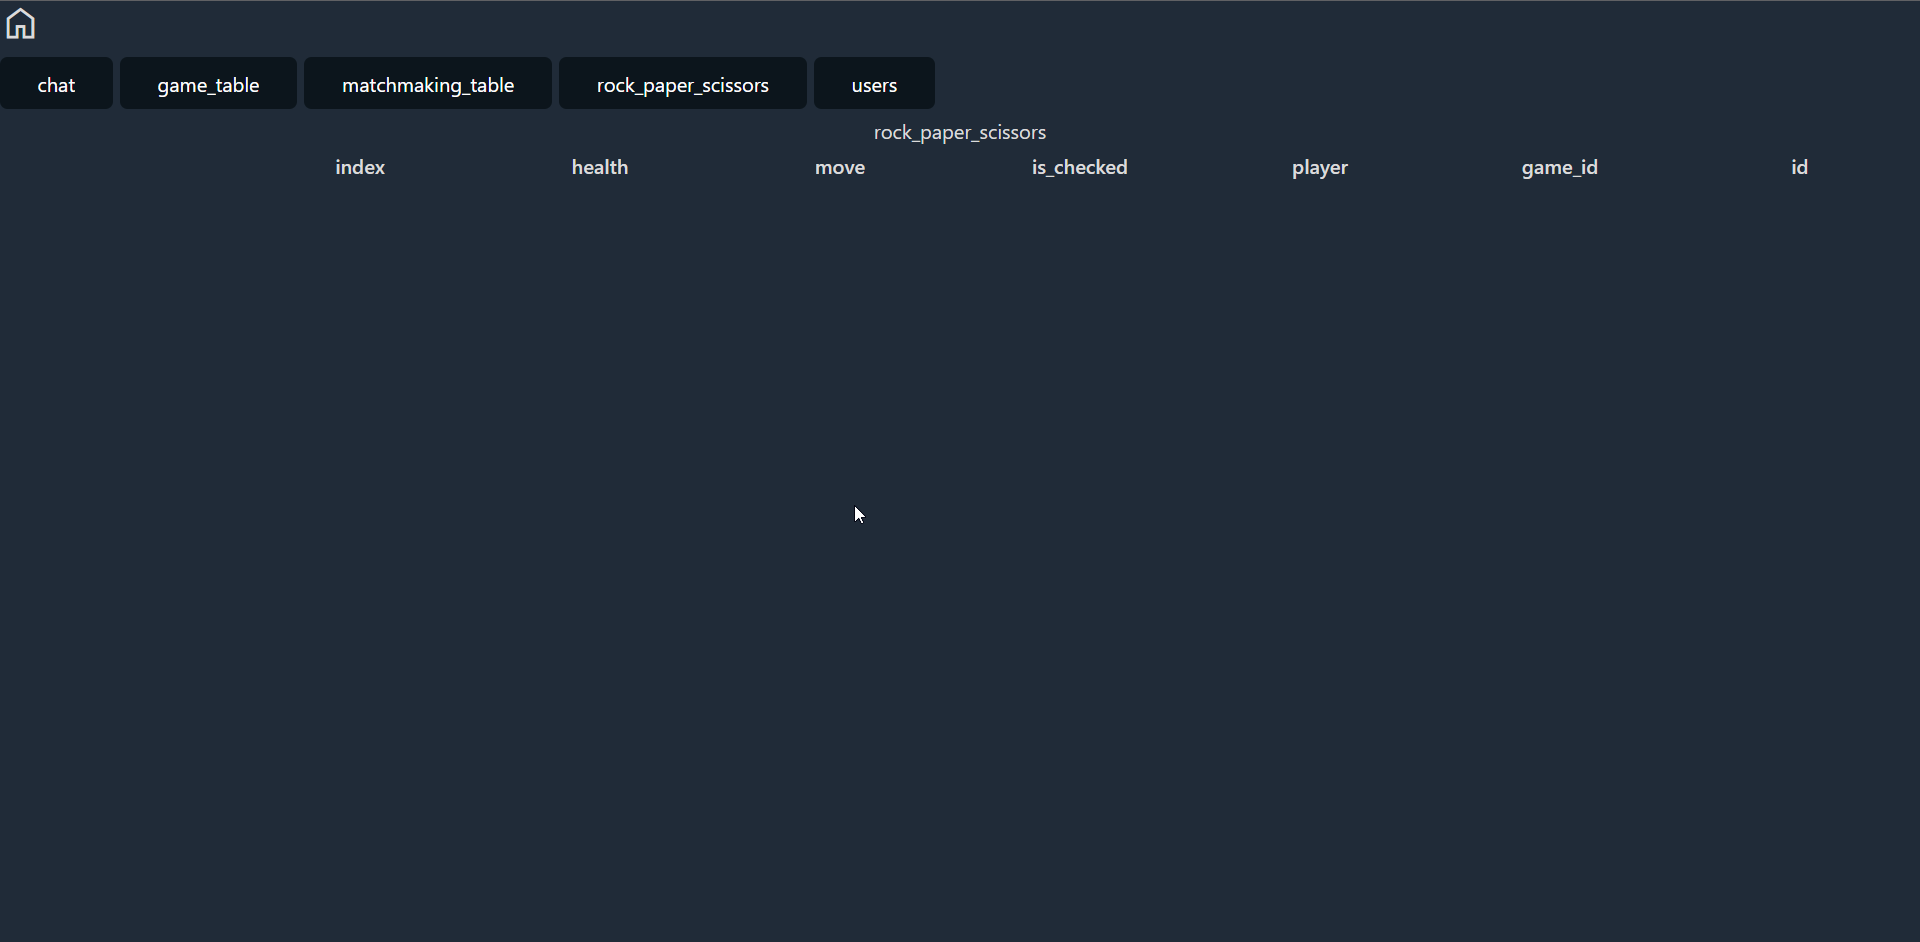 chat game_table matchmaking_table rock_paper_scissors users
rock_paper_scissors
index health move is_checked player game_id id